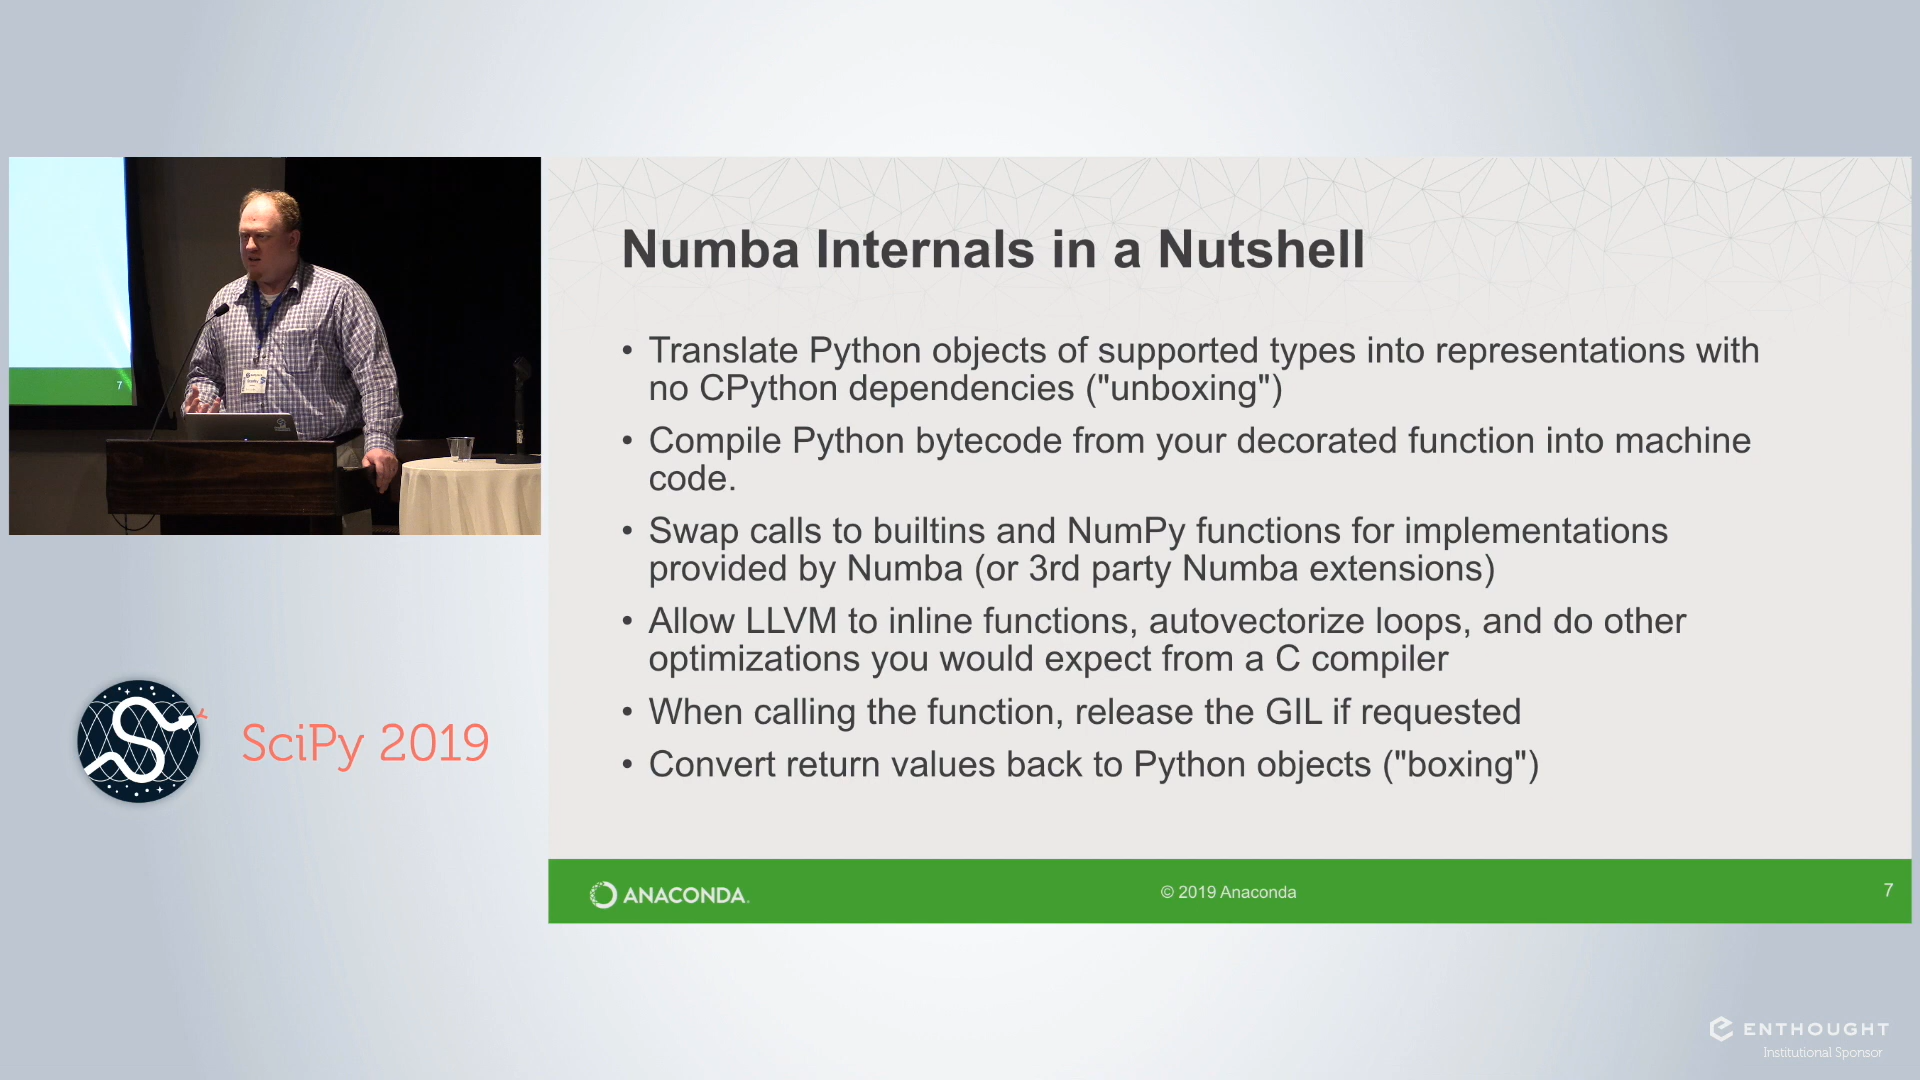 7
Numba Internals in a Nutshell
• Translate Python objects of supported types into representations with
no CPython dependencies ("unboxing")
• Compile Python bytecode from your decorated function into machine
code.
• Swap calls to builtins and NumPy functions for implementations
provided by Numba (or 3rd party Numba extensions)
• Allow LLVM to inline functions, autovectorize loops, and do other
optimizations you would expect from a C compiler
• When calling the function, release the GIL if requested
• Convert return values back to Python objects ("boxing")
SciPy 2019
ANACONDA.
© 2019 Anaconda
7
ENTHOUGHT
Institutional Sponsor